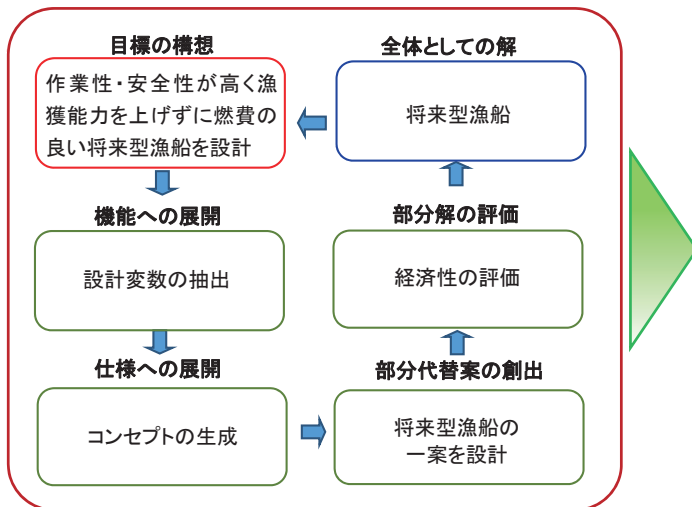 目標の構想
作業性・安全性が高く漁
獲能力を上げずに燃費の
良い将来型漁船を設計
機能への展開
設計変数の抽出
仕様への展開
コンセプトの生成
全体としての解
将来型漁船
部分解の評価
経済性の評価
部分代替案の創出
将来型漁船の
一案を設計